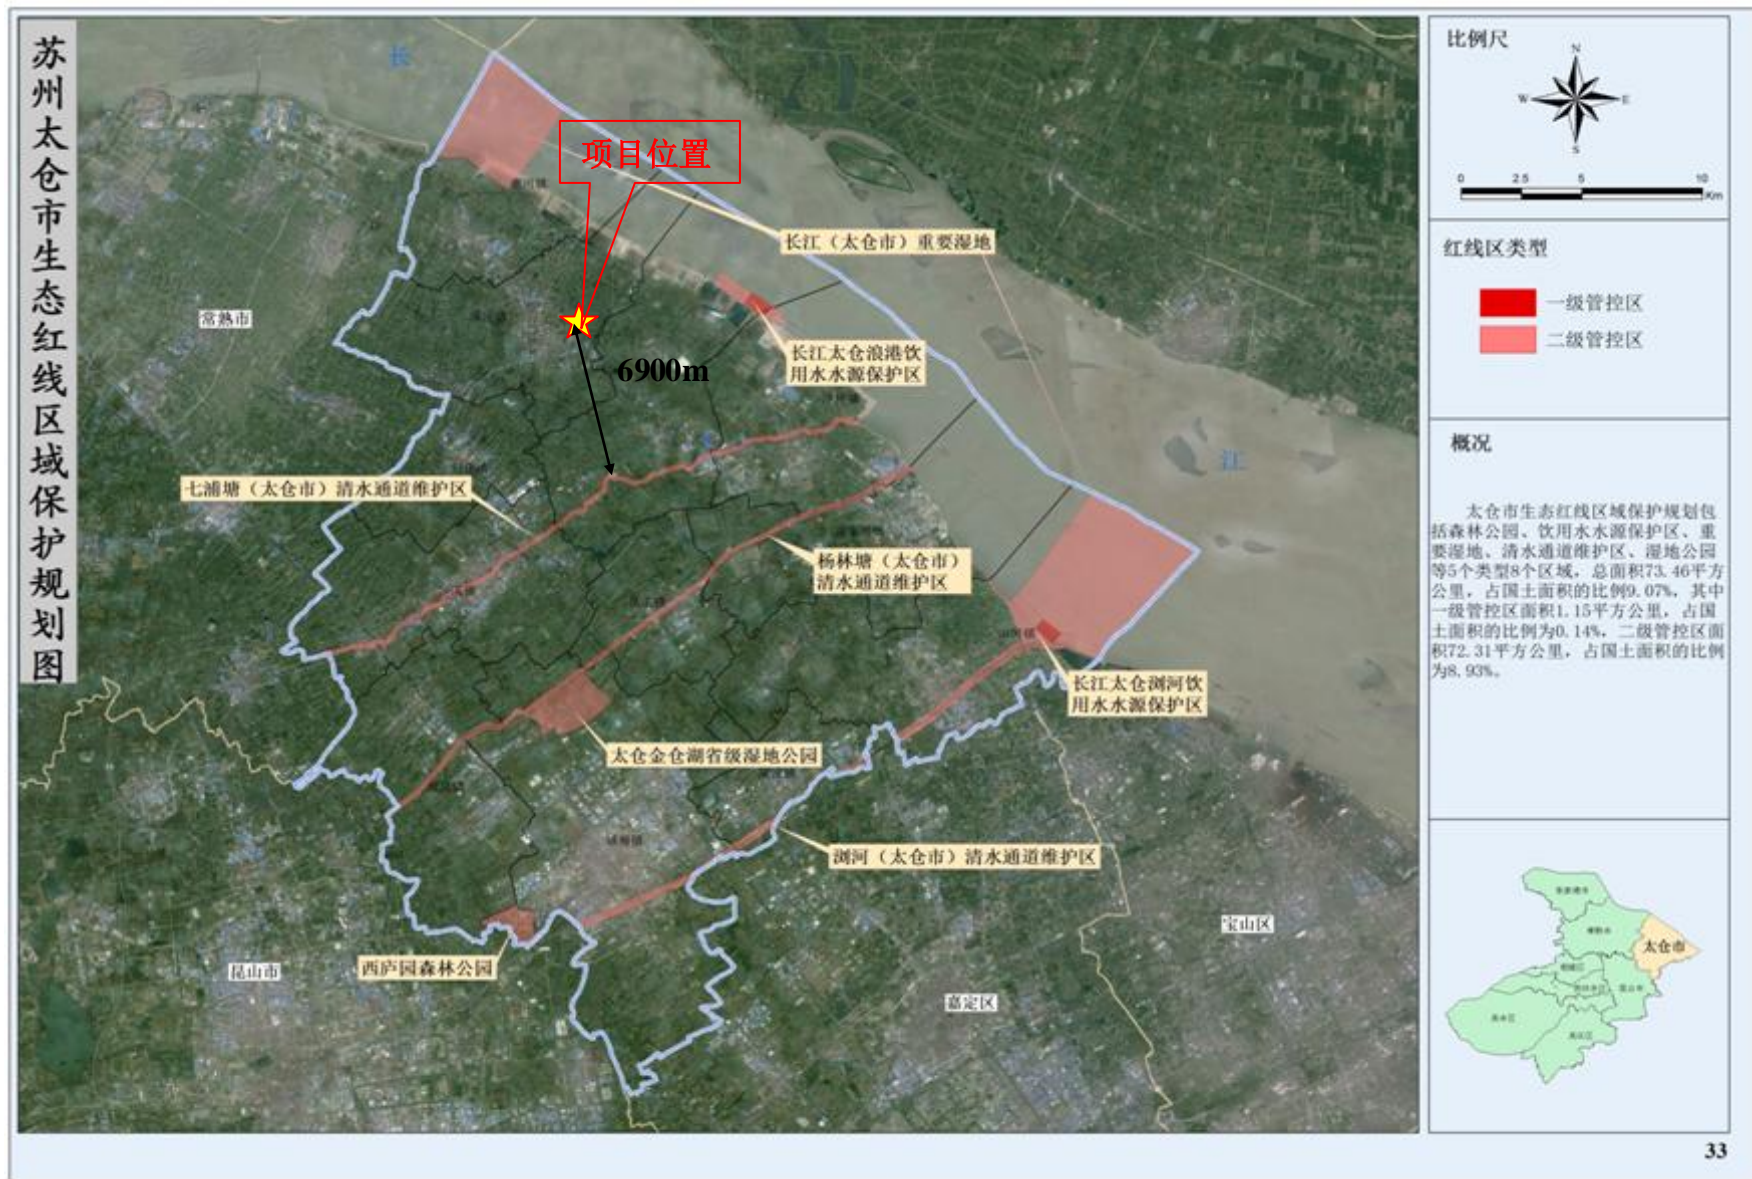 苏州太仓市生态红线区域保护规划图
长
项目位置
长江（太仓市）重要湿地
常熟市
长江太仓浪港饮
用水水源保护区
6900m
江
七浦塘（太仓市）清水通道维护区
杨林塘（太仓市）
清水通道维护区
长江太仓浏河饮
用水水源保护区
太仓金仓湖省级湿地公园
浏河（太仓市）清水通道维护区
宝山区
西庐园森林公园
昆山市
嘉定区
比例尺
N
W
E
S
0 2.5 5 10
Km
红线区类型
一级管控区
二级管控区
概况
太仓市生态红线区域保护规划包
括森林公园、饮用水水源保护区、重
要湿地、清水通道维护区、湿地公园
等5个类型8个区域，总面积73.46平方
公里，占国土面积的比例9.07%，其中
一级管控区面积1.15平方公里，占国
土面积的比例为0.14%，二级管控区面
积72.31平方公里，占国土面积的比例
为8.93%。
太仓市
33